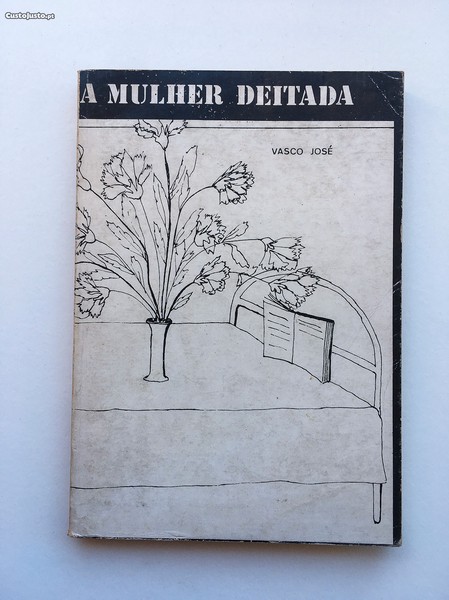 CustoJusto.pt
A MULHER DEITADA
VASCO JOSÉ